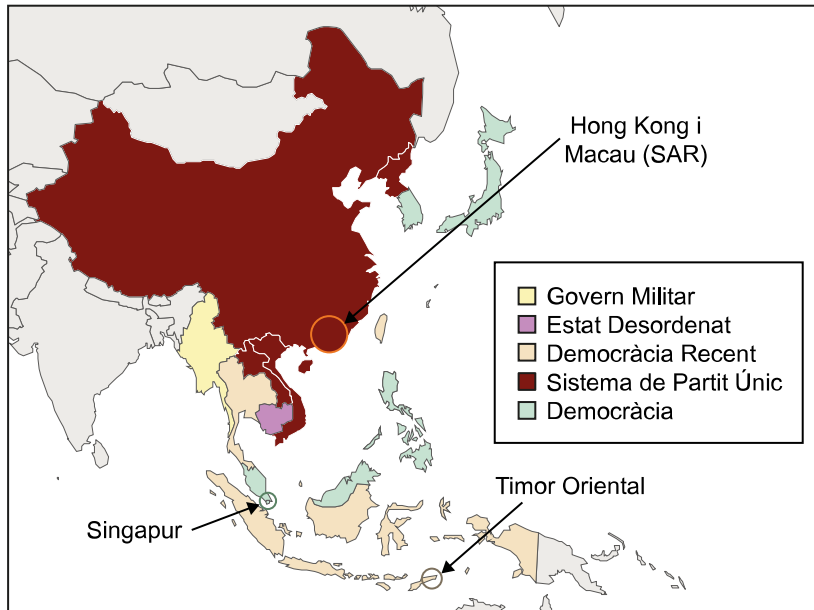 Hong Kong i
Macau (SAR)
Govern Militar
Estat Desordenat
Democràcia Recent
Sistema de Partit Únic
Democràcia
Timor Oriental
Singapur